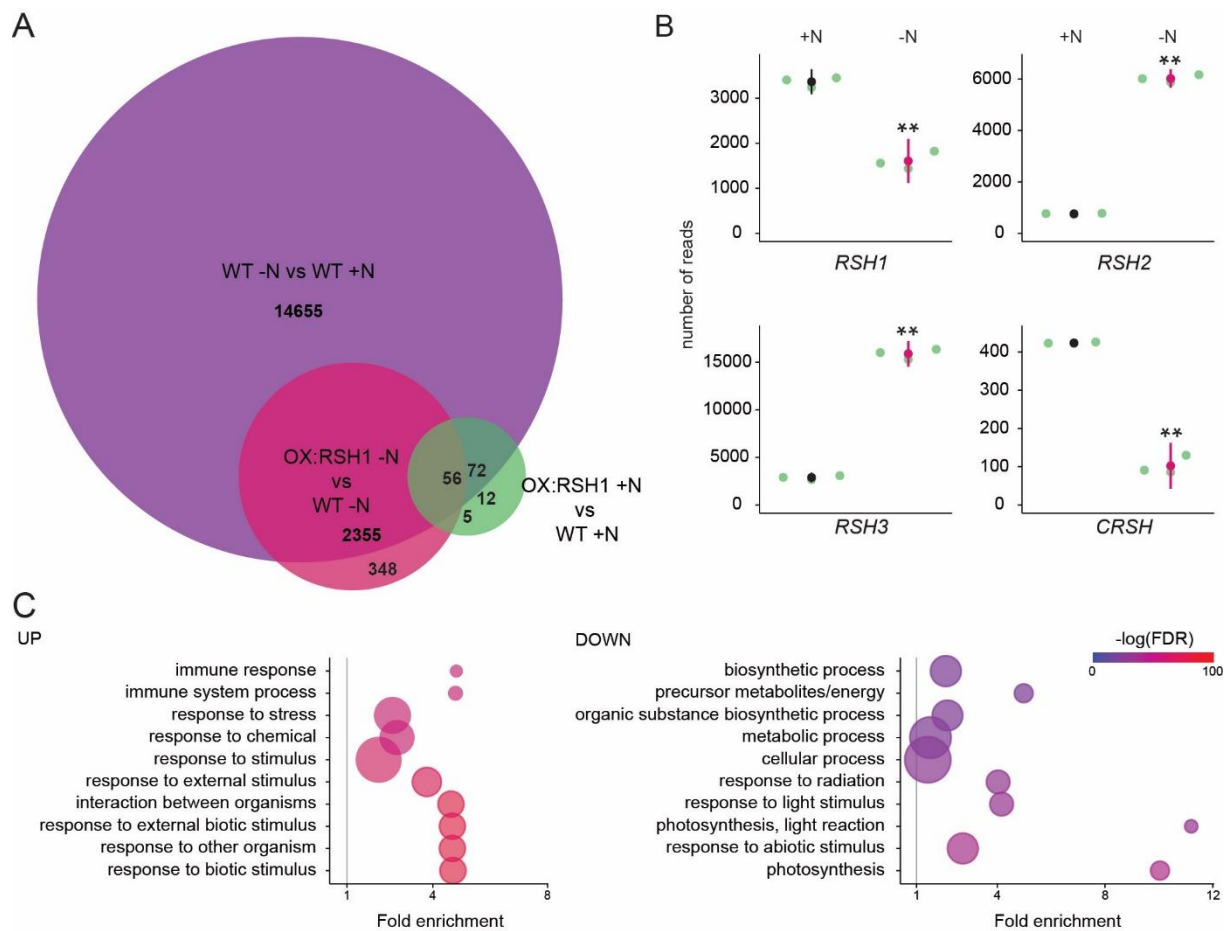 A
WT -N vs WT +N
14655
OX:RSH1 -N
vs
WT -N
2355
348
56
72
12
5
OX:RSH1 +N
vs
WT +N
B
number of reads
+N
-N
3000
2000
1000
0
**
RSH1
+N
-N
6000
4000
2000
0
**
RSH2
15000
10000
5000
0
**
RSH3
400
300
200
100
0
**
CRSH
C
UP
immune response
immune system process
response to stress
response to chemical
response to stimulus
response to external stimulus
interaction between organisms
response to external biotic stimulus
response to other organism
response to biotic stimulus
1 4 8
Fold enrichment
DOWN
-log(FDR)
0 100
biosynthetic process
precursor metabolites/energy
organic substance biosynthetic process
metabolic process
cellular process
response to radiation
response to light stimulus
photosynthesis, light reaction
response to abiotic stimulus
photosynthesis
1 4 8 12
Fold enrichment